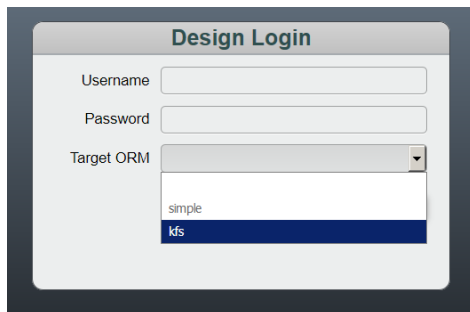 Design Login
Username
Password
Target ORM
simple
kfs